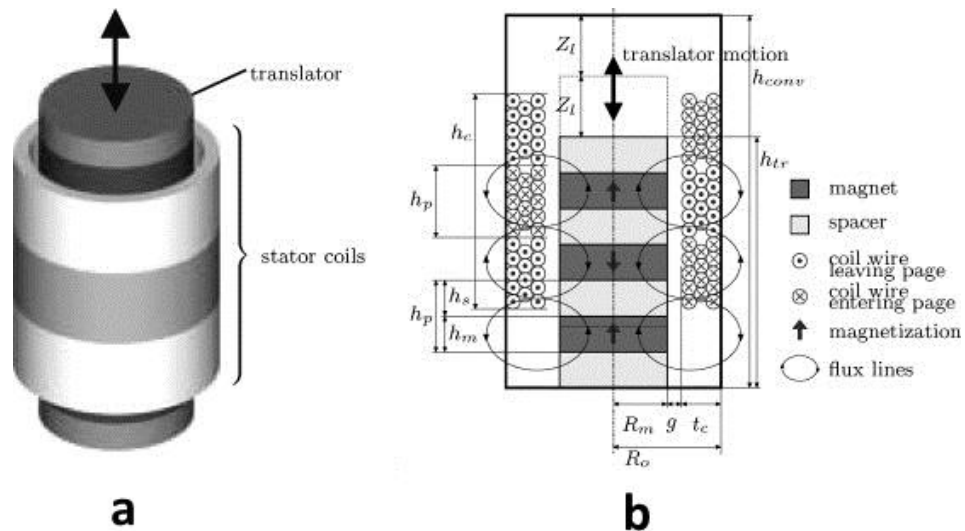 translator
stator coils
a
Z_l
translator motion
h_conv
Z_l
h_c
h_tr
h_p
h_s
h_p
h_m
magnet
spacer
coil wire
leaving page
coil wire
entering page
magnetization
flux lines
R_m g t_c
R_o
b